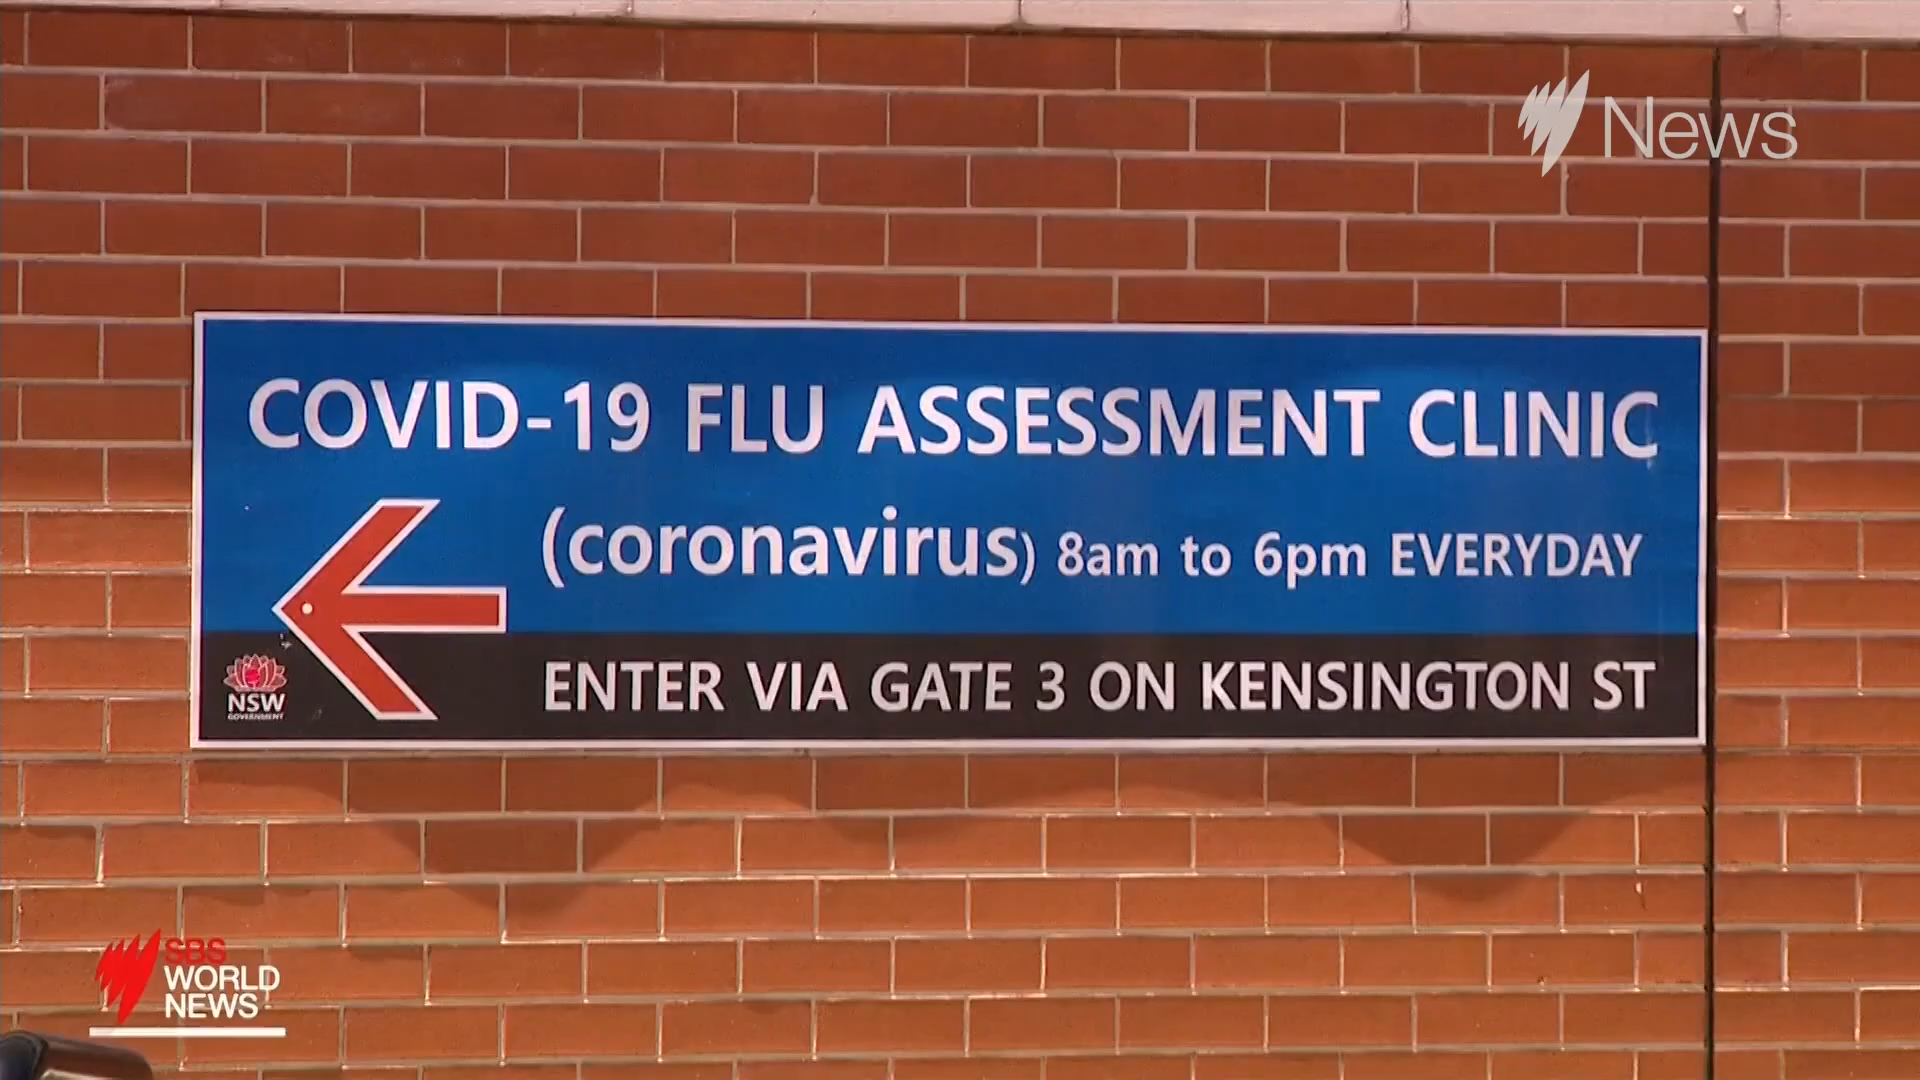 News
COVID-19 FLU ASSESSMENT CLINIC
(coronavirus) 8am to 6pm EVERYDAY
ENTER VIA GATE 3 ON KENSINGTON ST
NSW
GOVERNMENT
SBS
WORLD
NEWS